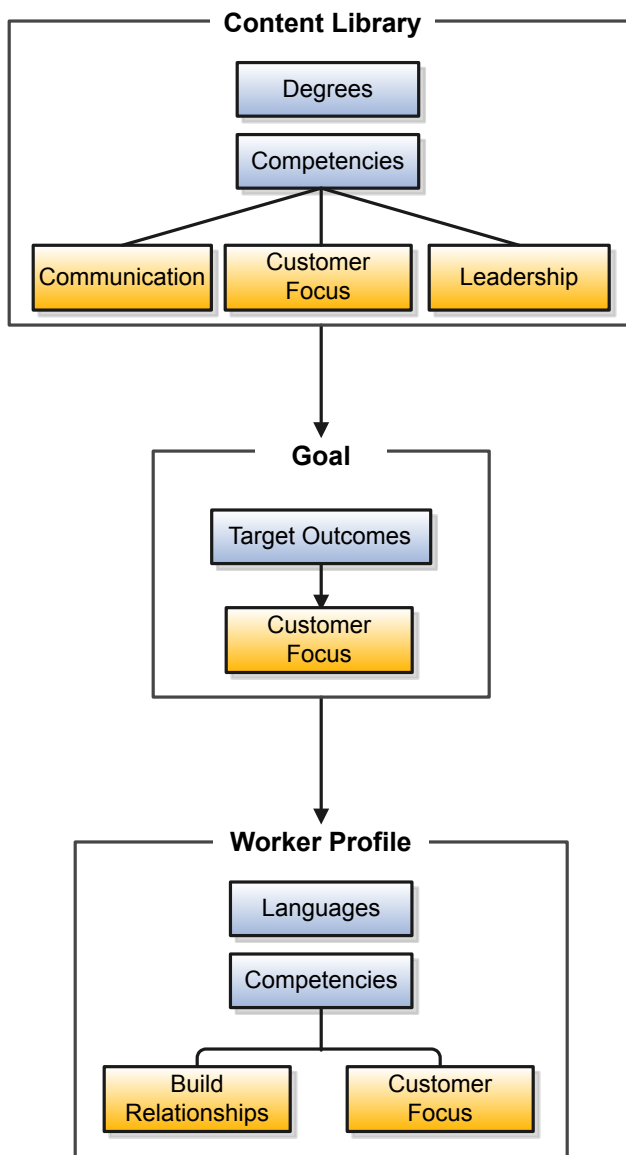 Content Library
Degrees
Competencies
Communication
Customer
Focus
Leadership
Goal
Target Outcomes
Customer
Focus
Worker Profile
Languages
Competencies
Build
Relationships
Customer
Focus